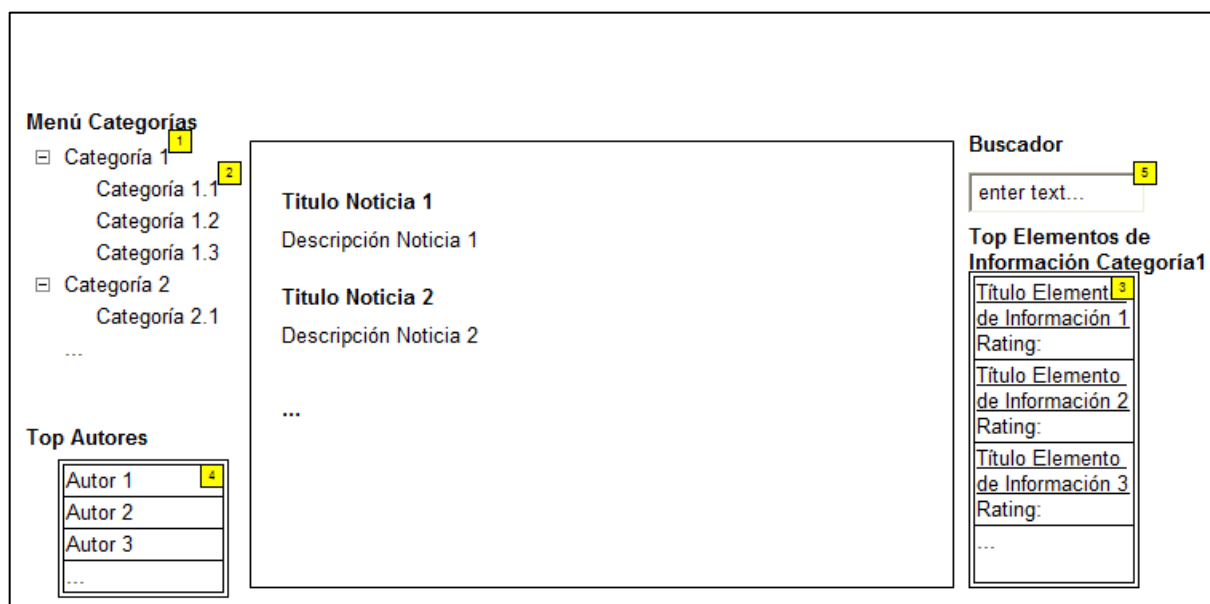 Menú Categorías
1
Categoría 1
2
Categoría 1.1
Categoría 1.2
Categoría 1.3
Categoría 2
Categoría 2.1
...
Top Autores
4
Autor 1
Autor 2
Autor 3
...
Titulo Noticia 1
Descripción Noticia 1
Titulo Noticia 2
Descripción Noticia 2
...
Buscador
5
enter text...
Top Elementos de
Información Categoría1
3
Título Element
de Información 1
Rating:
Título Elemento
de Información 2
Rating:
Título Elemento
de Información 3
Rating:
...